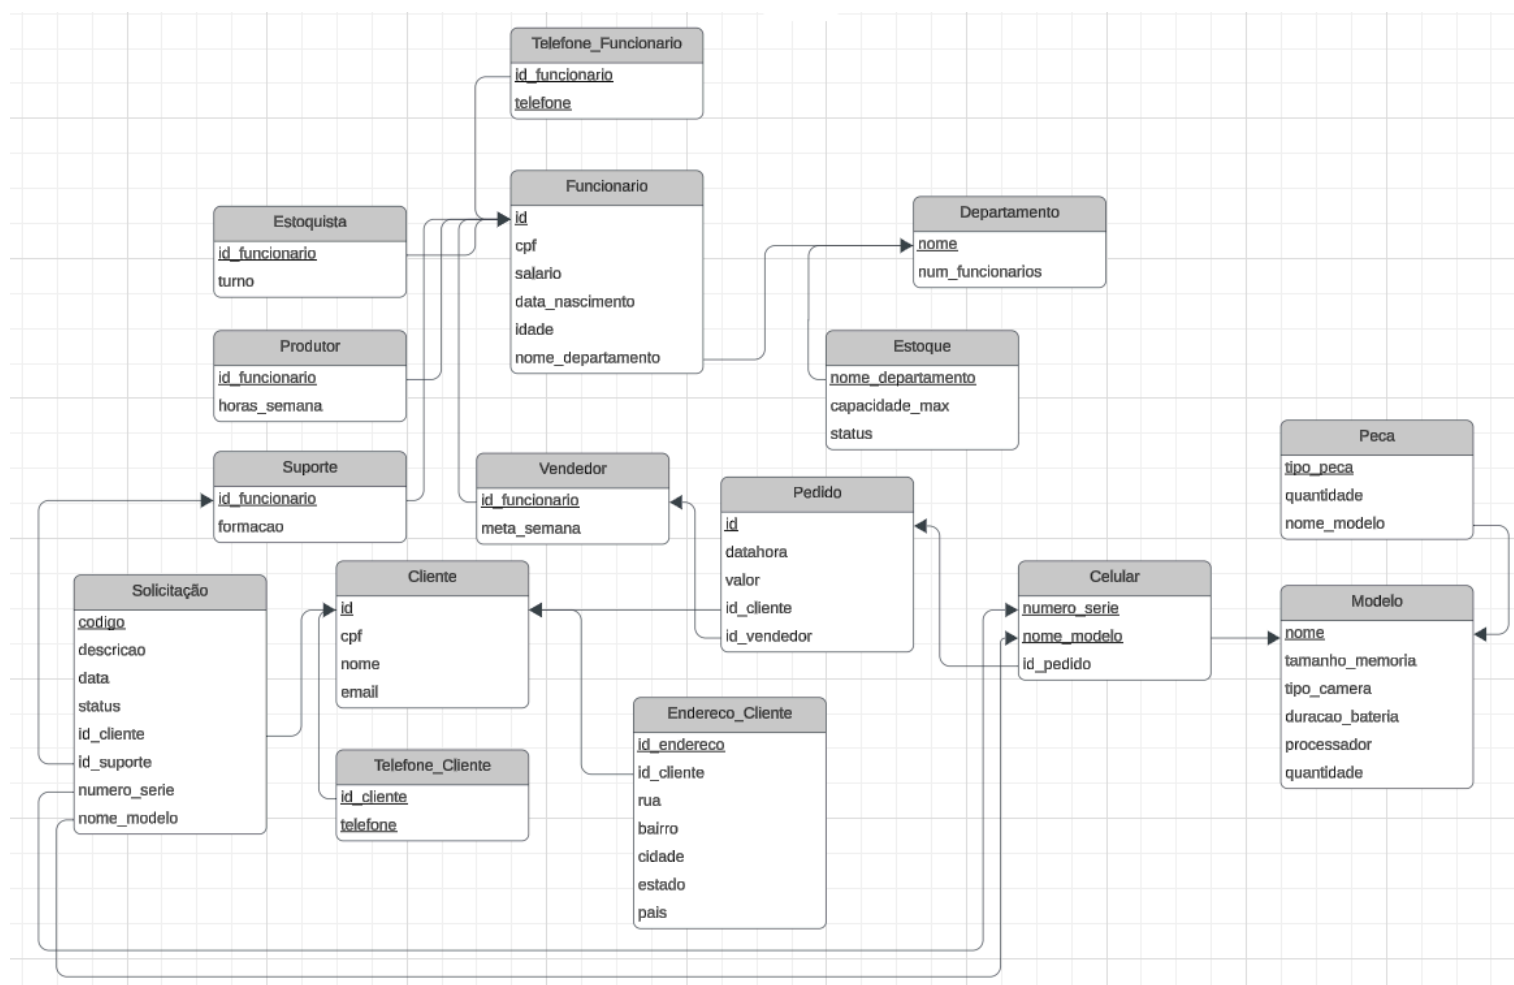 Telefone_Funcionario
id_funcionario
telefone
Funcionario
id
cpf
salario
data_nascimento
idade
nome_departamento
Departamento
nome
num_funcionarios
Estoquista
id_funcionario
turno
Produtor
id_funcionario
horas_semana
Estoque
nome_departamento
capacidade_max
status
Suporte
id_funcionario
formacao
Vendedor
id_funcionario
meta_semana
Pedido
id
datahora
valor
id_cliente
id_vendedor
Peca
tipo_peca
quantidade
nome_modelo
Solicitação
codigo
descricao
data
status
id_cliente
id_suporte
numero_serie
nome_modelo
Cliente
id
cpf
nome
email
Celular
numero_serie
nome_modelo
id_pedido
Modelo
nome
tamanho_memoria
tipo_camera
duracao_bateria
processador
quantidade
Telefone_Cliente
id_cliente
telefone
Endereco_Cliente
id_endereco
id_cliente
rua
bairro
cidade
estado
pais